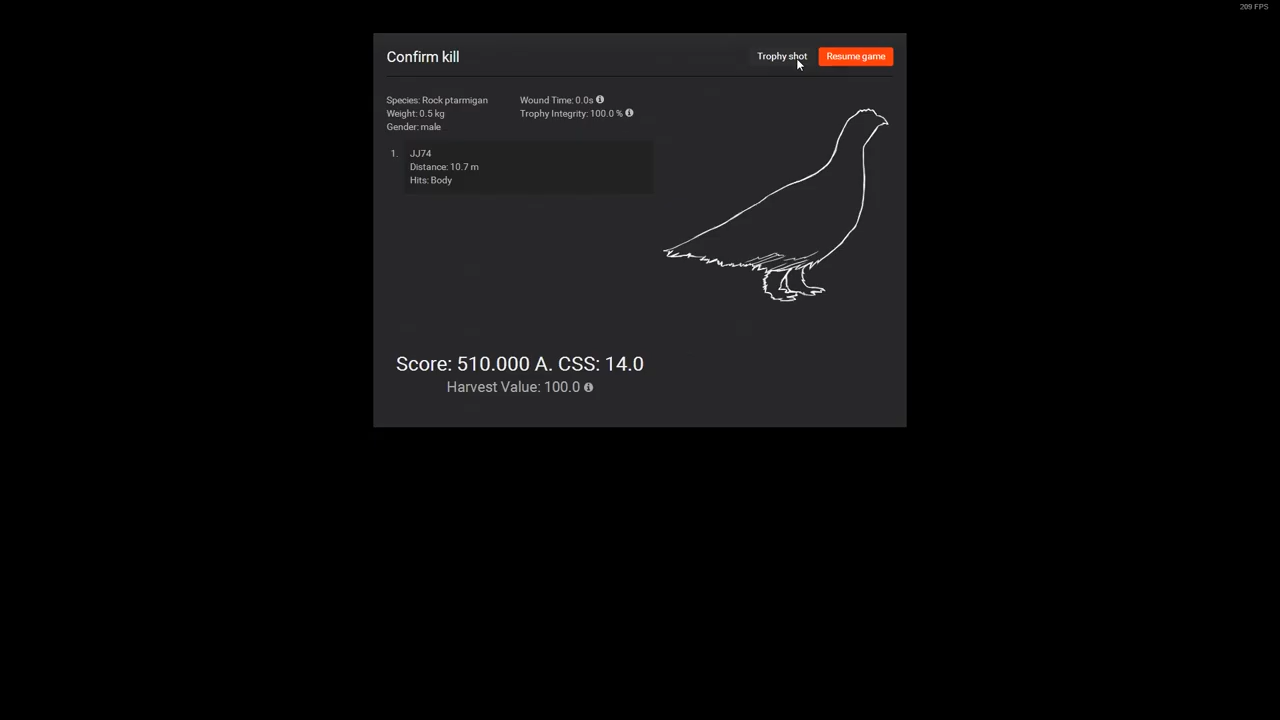 209 FPS
Confirm kill
Trophy shot
Resume game
Species: Rock ptarmigan
Weight: 0.5 kg
Gender: male
Wound Time: 0.0s
Trophy Integrity: 100.0 %
1.
JJ74
Distance: 10.7 m
Hits: Body
Score: 510.000 A. CSS: 14.0
Harvest Value: 100.0